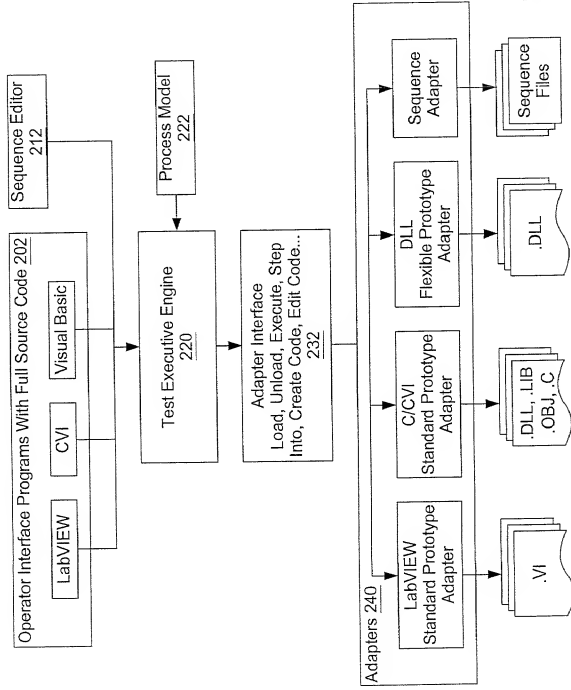 Operator Interface Programs With Full Source Code 202
LabVIEW
CVI
Visual Basic
Sequence Editor
212
Process Model
222
Test Executive Engine
220
Adapter Interface
Load, Unload, Execute, Step
Into, Create Code, Edit Code...
232
Adapters 240
LabVIEW
Standard Prototype
Adapter
C/CVI
Standard Prototype
Adapter
DLL
Flexible Prototype
Adapter
Sequence
Adapter
.VI
.DLL, .LIB
.OBJ, .C
.DLL
Sequence
Files